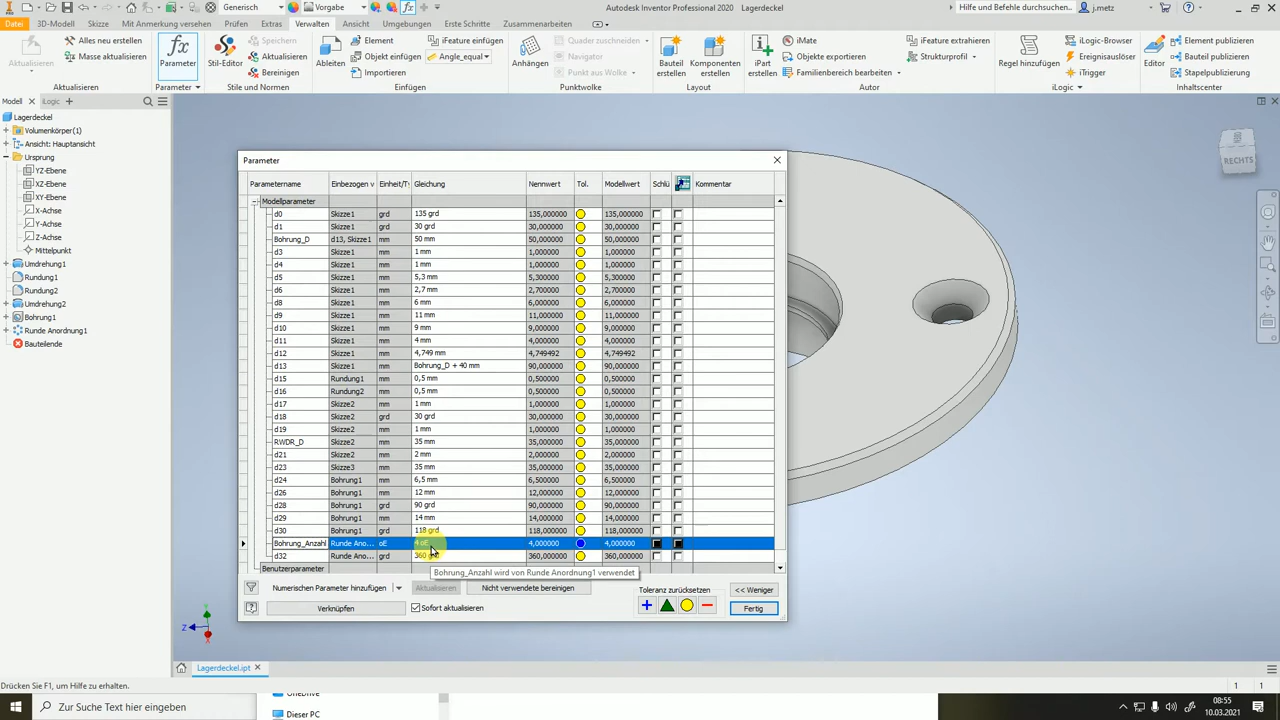 Generisch
Vorgabe
Autodesk Inventor Professional 2020 Lagerdeckel
Hilfe und Befehle durchsuchen...
j.metz
Datei 3D-Modell Skizze Mit Anmerkung versehen Prüfen Extras Verwalten Ansicht Umgebungen Erste Schritte Zusammenarbeiten
Aktualisieren
Alles neu erstellen
Masse aktualisieren
Aktualisieren
fx
Parameter
Parameter
Stil-Editor
Speichern
Aktualisieren
Bereinigen
Stile und Normen
Ableiten
Element
Objekt einfügen
Importieren
iFeature einfügen
Angle_equal
Einfügen
Anhängen
Quader zuschneiden
Navigator
Punkt aus Wolke
Punktwolke
Bauteil
erstellen
Komponenten
erstellen
Layout
iPart
erstellen
iMate
Objekte exportieren
Familienbereich bearbeiten
iFeature extrahieren
Strukturprofil
Autor
Regel hinzufügen
iLogic-Browser
Ereignisauslöser
iTrigger
iLogic
Editor
Element publizieren
Bauteil publizieren
Stapelpublizierung
Inhaltscenter
Modell iLogic
Lagerdeckel
Volumenkörper(1)
Ansicht: Hauptansicht
Ursprung
YZ-Ebene
XZ-Ebene
XY-Ebene
X-Achse
Y-Achse
Z-Achse
Mittelpunkt
Umdrehung1
Rundung1
Rundung2
Umdrehung2
Bohrung1
Runde Anordnung1
Bauteilende
Parameter
Parametername Einbezogen v Einheit/Ty Gleichung Nennwert Tol. Modellwert Schlü Kommentar
Modellparameter
d0 Skizze1 grd 135 grd 135,000000 135,000000
d1 Skizze1 grd 30 grd 30,000000 30,000000
Bohrung_D d13, Skizze1 mm 50 mm 50,000000 50,000000
d3 Skizze1 mm 1 mm 1,000000 1,000000
d4 Skizze1 mm 1 mm 1,000000 1,000000
d5 Skizze1 mm 5,3 mm 5,300000 5,300000
d6 Skizze1 mm 2,7 mm 2,700000 2,700000
d8 Skizze1 mm 6 mm 6,000000 6,000000
d9 Skizze1 mm 11 mm 11,000000 11,000000
d10 Skizze1 mm 9 mm 9,000000 9,000000
d11 Skizze1 mm 4 mm 4,000000 4,000000
d12 Skizze1 mm 4,749 mm 4,749492 4,749492
d13 Skizze1 mm Bohrung_D + 40 mm 90,000000 90,000000
d15 Rundung1 mm 0,5 mm 0,500000 0,500000
d16 Rundung2 mm 0,5 mm 0,500000 0,500000
d17 Skizze2 mm 1 mm 1,000000 1,000000
d18 Skizze2 grd 30 grd 30,000000 30,000000
d19 Skizze2 mm 1 mm 1,000000 1,000000
RWDR_D Skizze2 mm 35 mm 35,000000 35,000000
d21 Skizze2 mm 2 mm 2,000000 2,000000
d23 Skizze3 mm 35 mm 35,000000 35,000000
d24 Bohrung1 mm 6,5 mm 6,500000 6,500000
d26 Bohrung1 mm 12 mm 12,000000 12,000000
d28 Bohrung1 grd 90 grd 90,000000 90,000000
d29 Bohrung1 mm 14 mm 14,000000 14,000000
d30 Bohrung1 grd 118 grd 118,000000 118,000000
Bohrung_Anzahl Runde Ano... oE 4 oE 4,000000 4,000000
d32 Runde Ano... grd 360 grd 360,000000 360,000000
Benutzerparameter
Bohrung_Anzahl wird von Runde Anordnung1 verwendet
Numerischen Parameter hinzufügen
Aktualisieren
Nicht verwendete bereinigen
Toleranz zurücksetzen
<< Weniger
Verknüpfen
Sofort aktualisieren
Fertig
RECHTS
Z
Lagerdeckel.ipt
Drücken Sie F1, um Hilfe zu erhalten.
1 1
OneDrive
Dieser PC
Zur Suche Text hier eingeben
08:55
10.03.2021